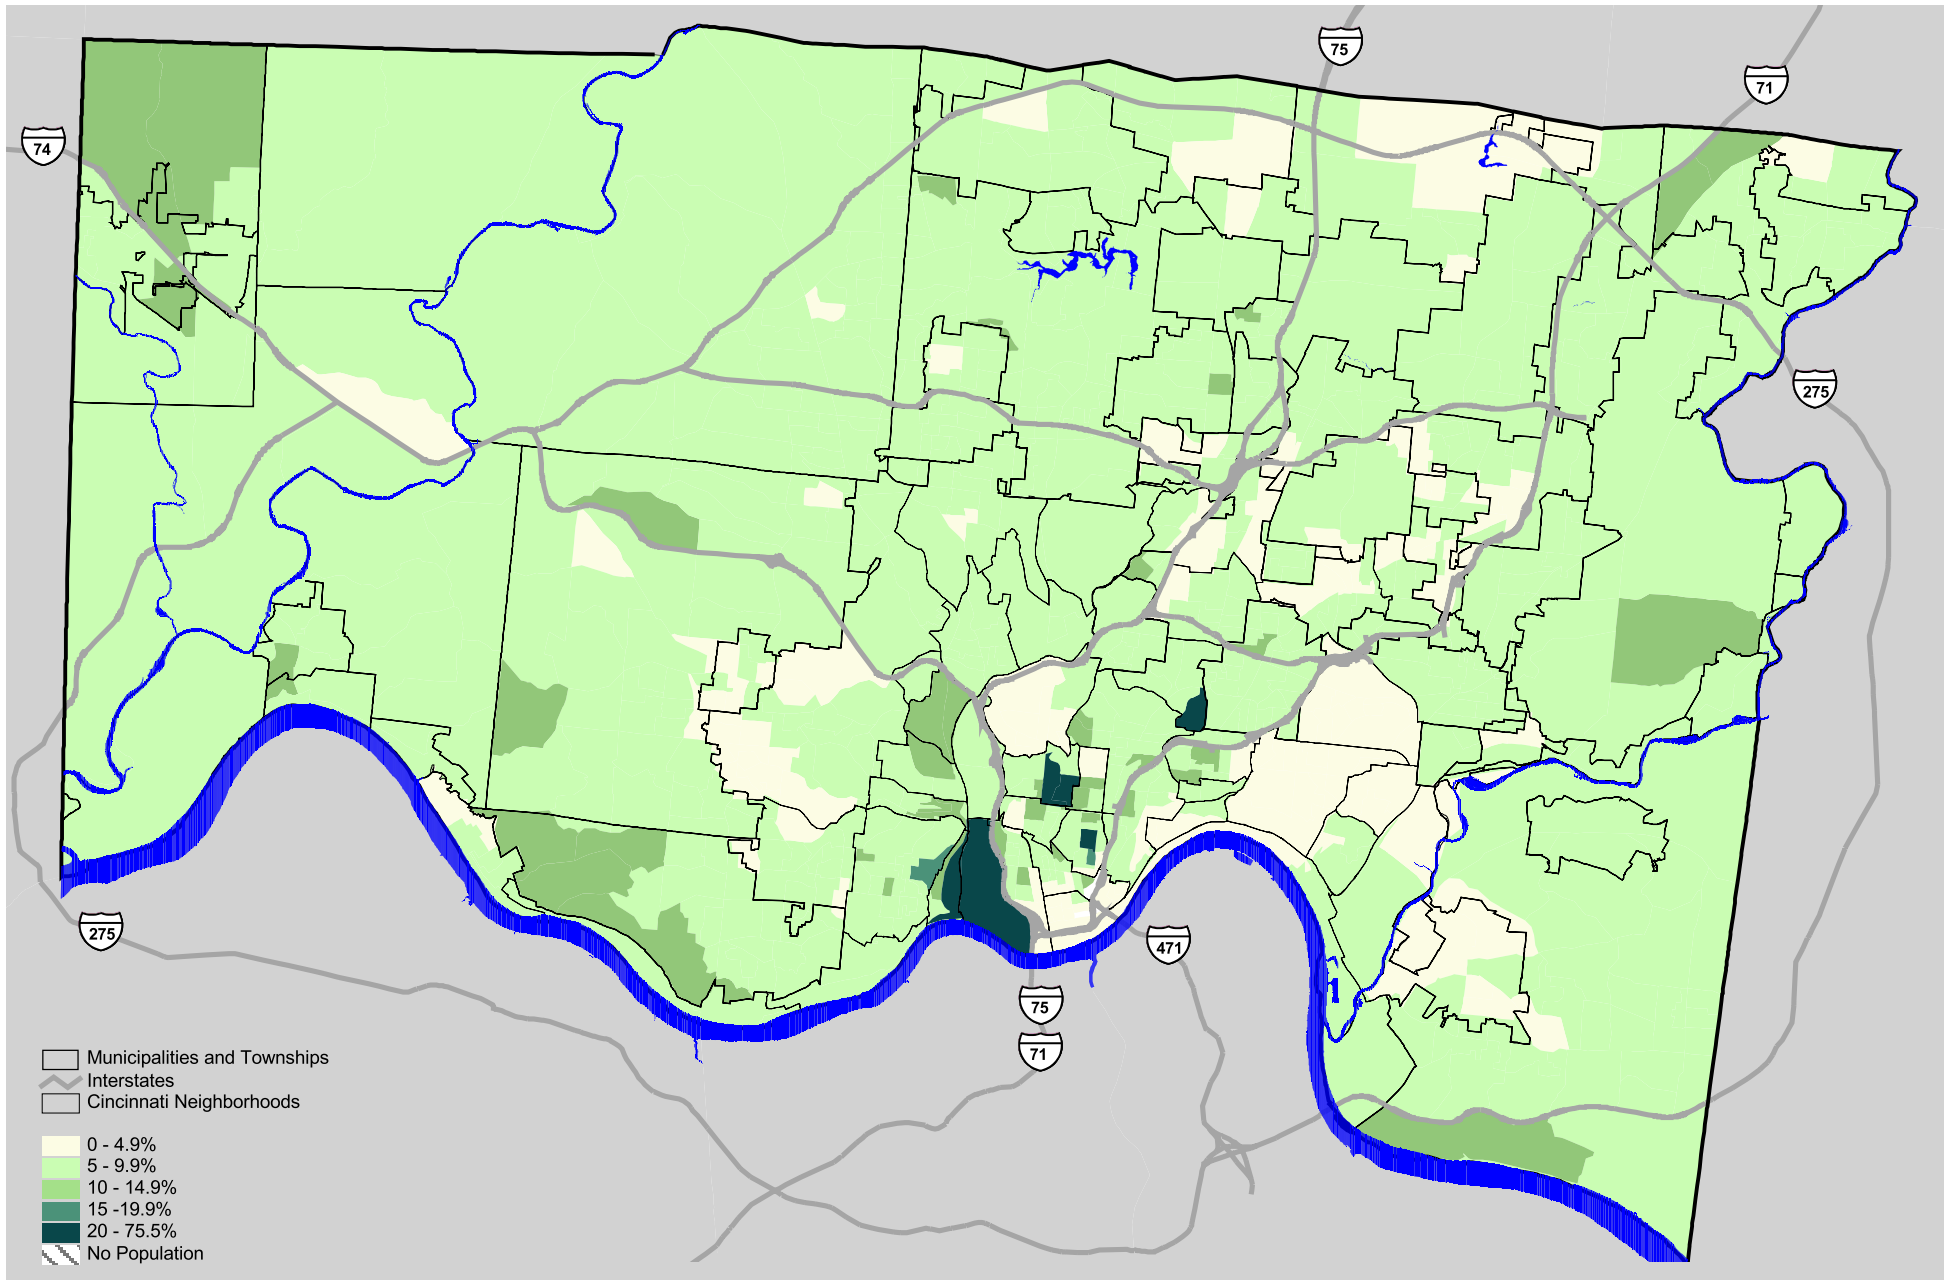 75
71
74
275
275
471
75
71
Municipalities and Townships
Interstates
Cincinnati Neighborhoods
0 - 4.9%
5 - 9.9%
10 - 14.9%
15 -19.9%
20 - 75.5%
No Population